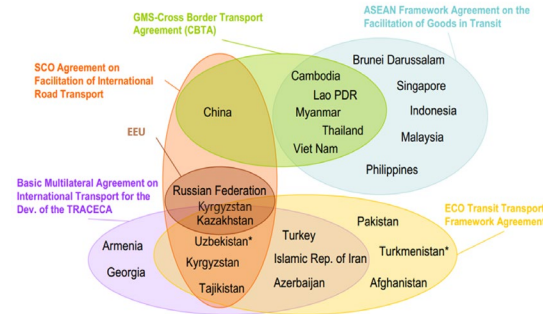 GMS-Cross Border Transport
Agreement (CBTA)
ASEAN Framework Agreement on the
Facilitation of Goods in Transit
SCO Agreement on
Facilitation of International
Road Transport
EEU
Basic Multilateral Agreement on
International Transport for the
Dev. of the TRACECA
ECO Transit Transport
Framework Agreement
China
Cambodia
Lao PDR
Myanmar
Thailand
Viet Nam
Brunei Darussalam
Singapore
Indonesia
Malaysia
Philippines
Russian Federation
Kyrgyzstan
Kazakhstan
Uzbekistan*
Kyrgyzstan
Tajikistan
Armenia
Georgia
Turkey
Islamic Rep. of Iran
Azerbaijan
Pakistan
Turkmenistan*
Afghanistan